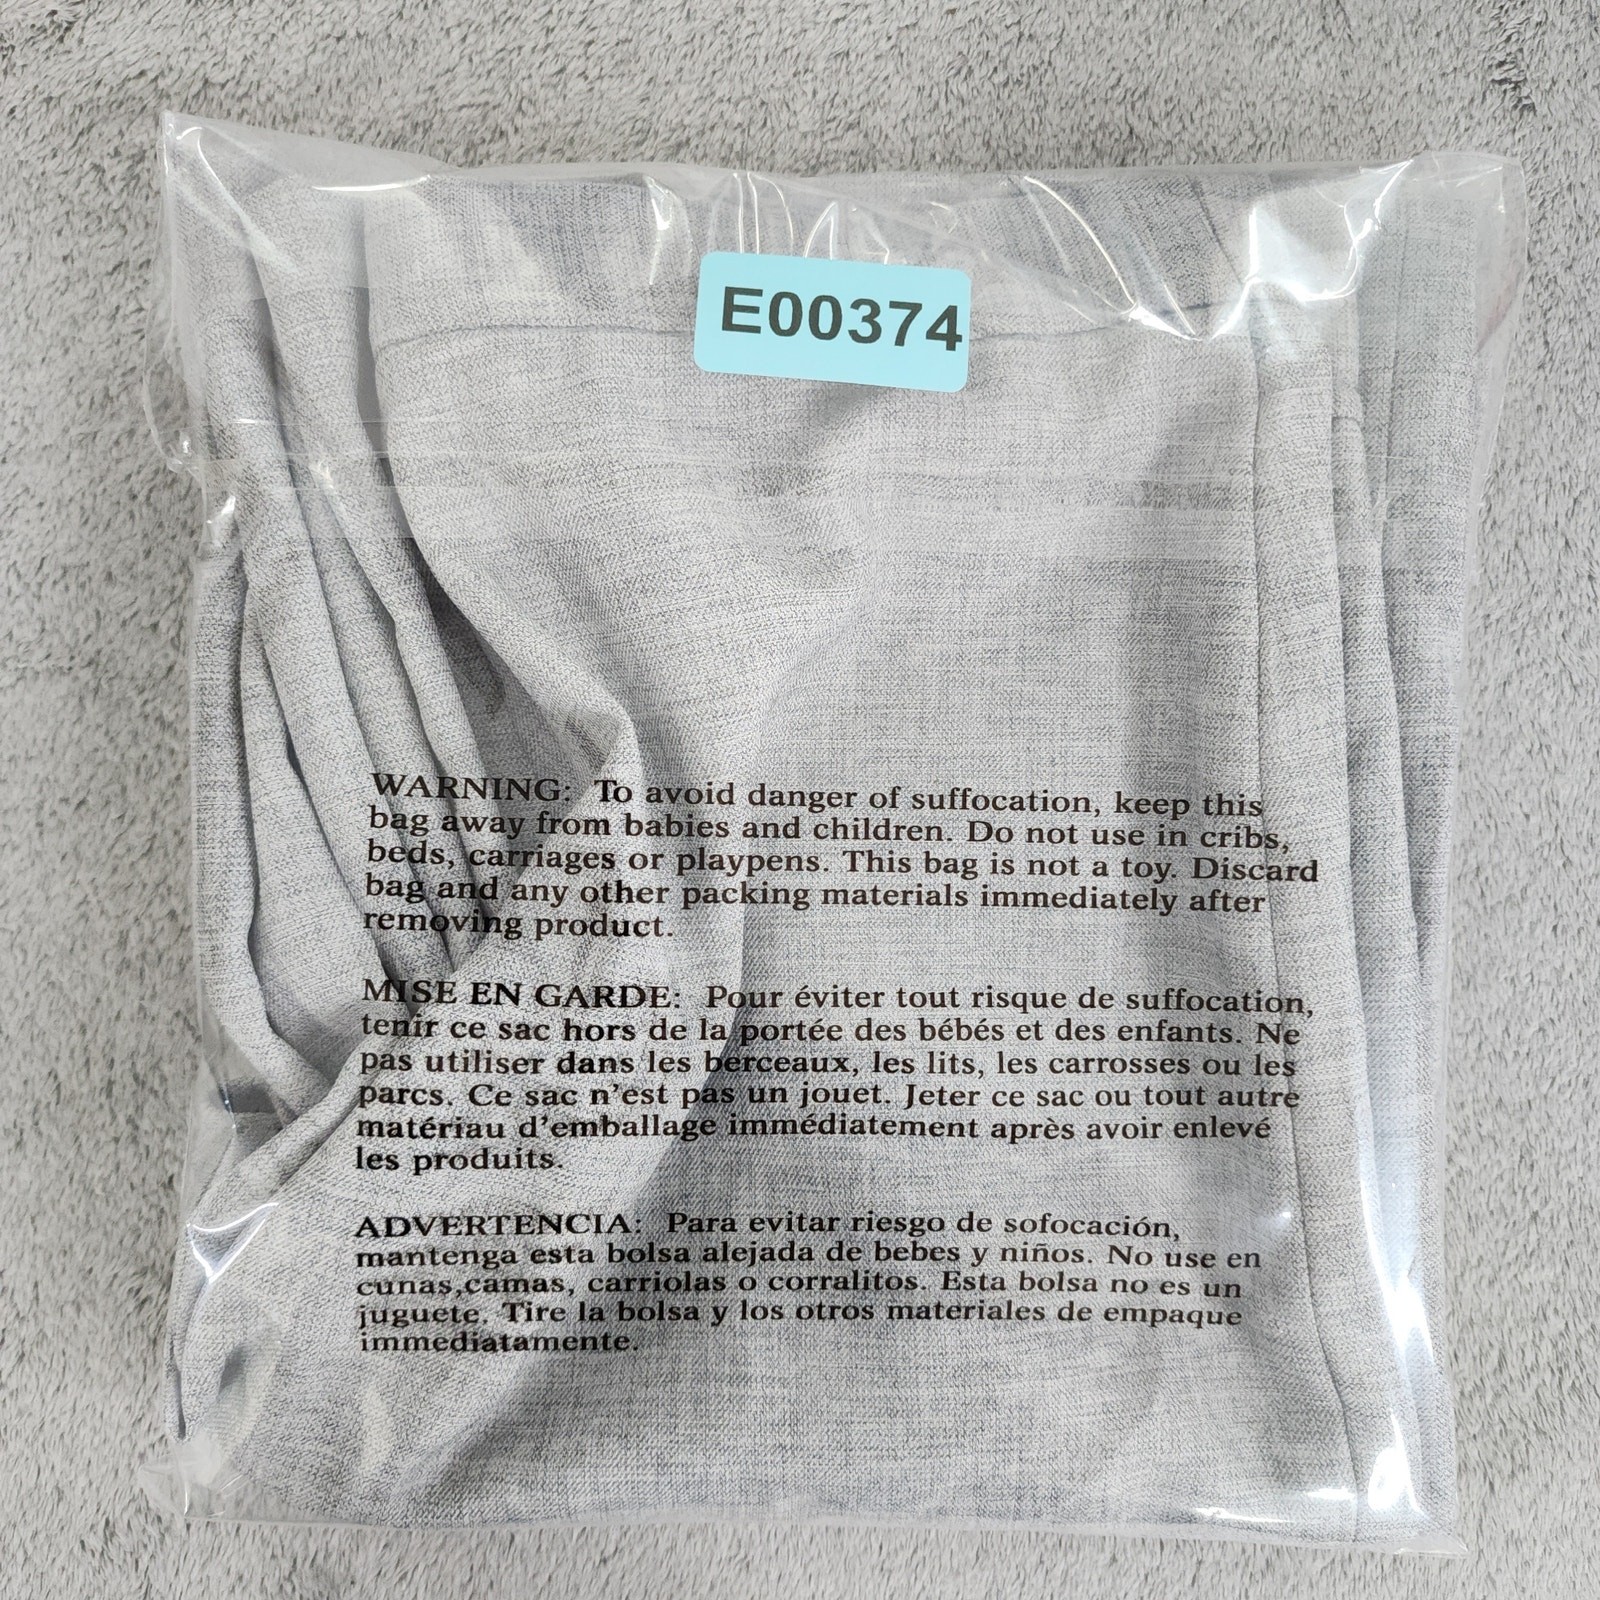 E00374
WARNING: To avoid danger of suffocation, keep this
bag away from babies and children. Do not use in cribs,
beds, carriages or playpens. This bag is not a toy. Discard
bag and any other packing materials immediately after
removing product.
MISE EN GARDE: Pour éviter tout risque de suffocation,
tenir ce sac hors de la portée des bébés et des enfants. Ne
pas utiliser dans les berceaux, les lits, les carrosses ou les
parcs. Ce sac n'est pas un jouet. Jeter ce sac ou tout autre
matériau d'emballage immédiatement après avoir enlevé
les produits.
ADVERTENCIA: Para evitar riesgo de sofocación,
mantenga esta bolsa alejada de bebes y niños. No use en
cunas,camas, carriolas o corralitos. Esta bolsa no es un
juguete. Tire la bolsa y los otros materiales de empaque
immediatamente.